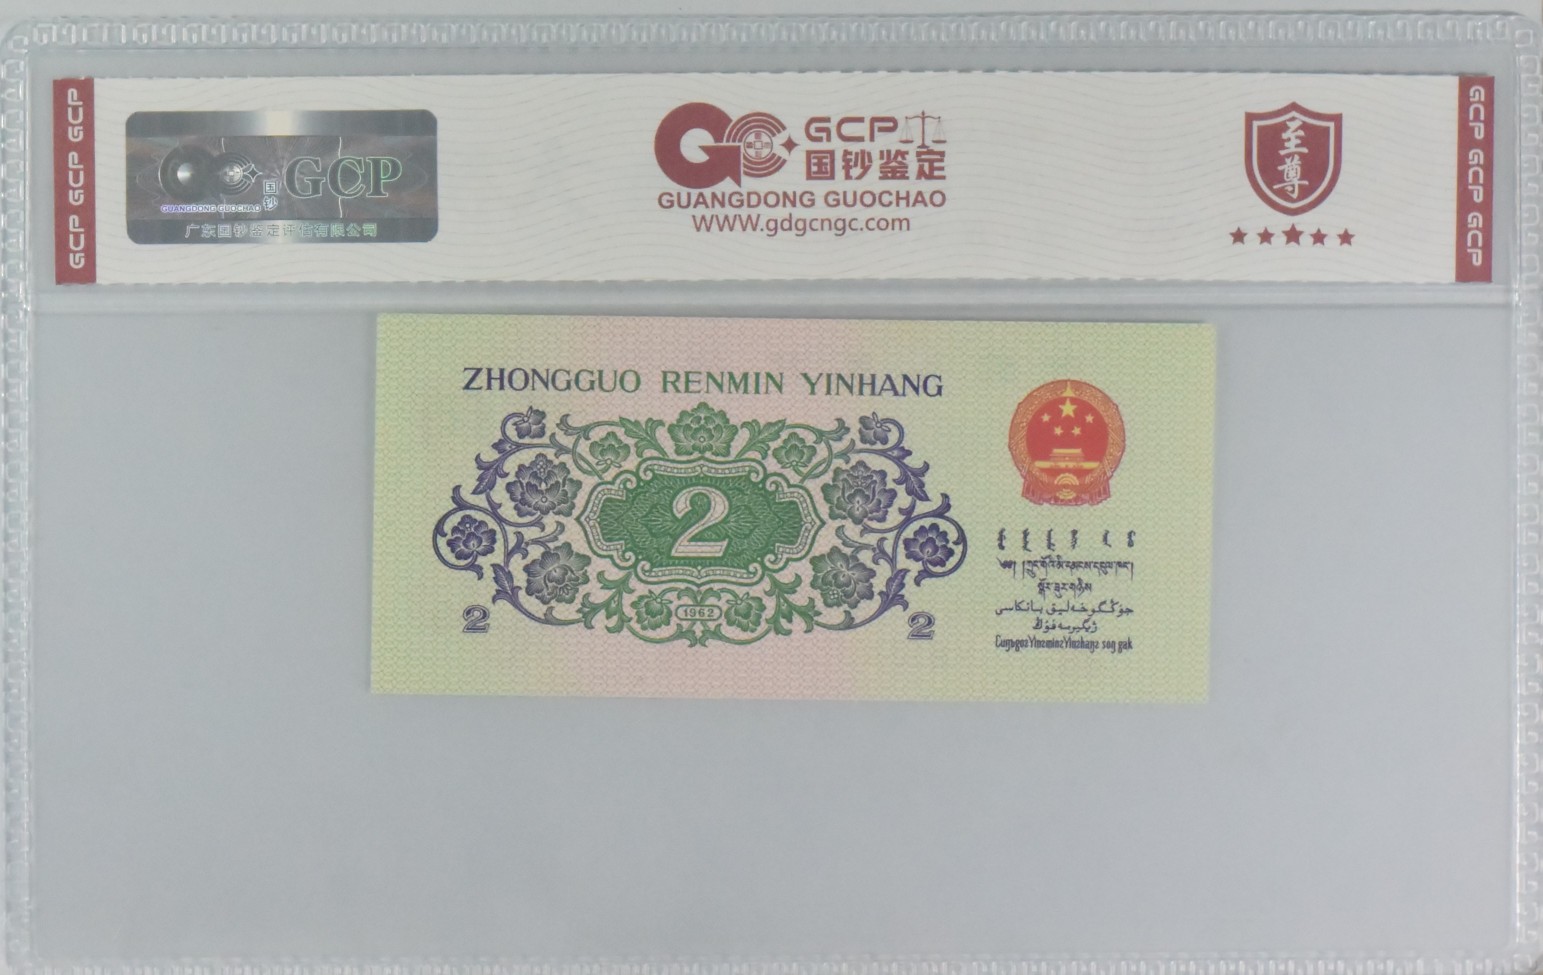 GCP GCP GCP
GCP
国钞
GUANGDONG GUOCHAO
广东国钞鉴定评估有限公司
GCP
国钞鉴定
GUANGDONG GUOCHAO
WWW.gdgcngc.com
至尊
GCP GCP GCP
ZHONGGUO RENMIN YINHANG
2
1962
2
2